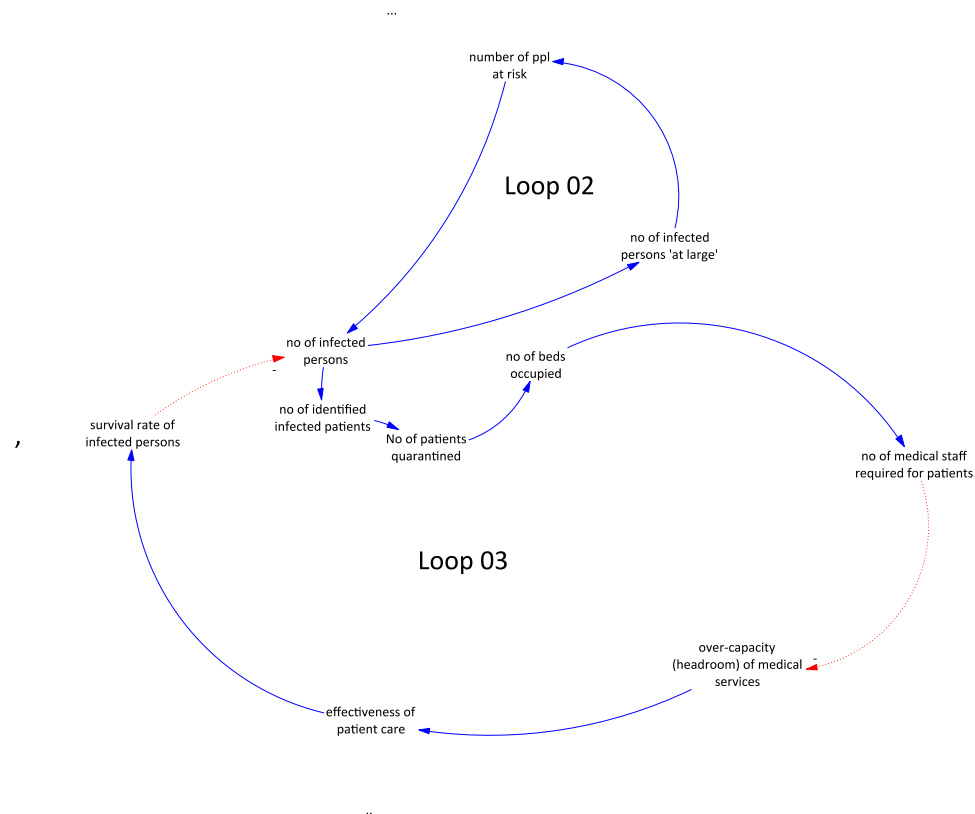 ...
number of ppl
at risk
Loop 02
no of infected
persons 'at large'
no of infected
persons
-
no of beds
occupied
no of identified
infected patients
survival rate of
infected persons
,
No of patients
quarantined
no of medical staff
required for patients
Loop 03
over-capacity
(headroom) of medical
services
-
effectiveness of
patient care
..